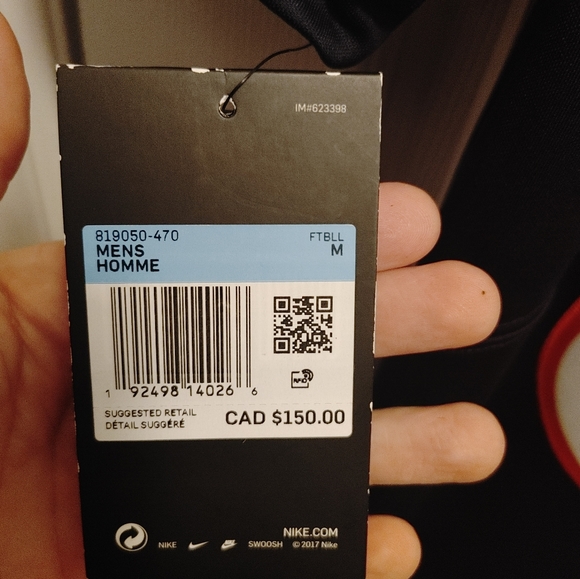 IM#623398
819050-470 FTBLL
MENS M
HOMME
1 92498 14026 6
RFID
SUGGESTED RETAIL
DÉTAIL SUGGÉRÉ CAD $150.00
NIKE.COM
NIKE SWOOSH © 2017 Nike